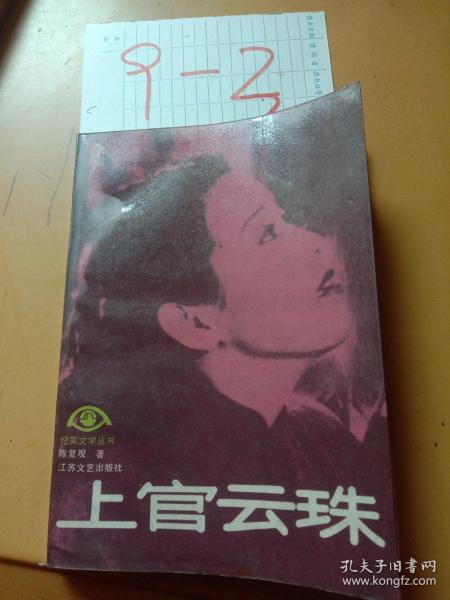 9-2
纪实文学丛书
陈复观 著
江苏文艺出版社
上官云珠
孔夫子旧书网
www.kongfz.com